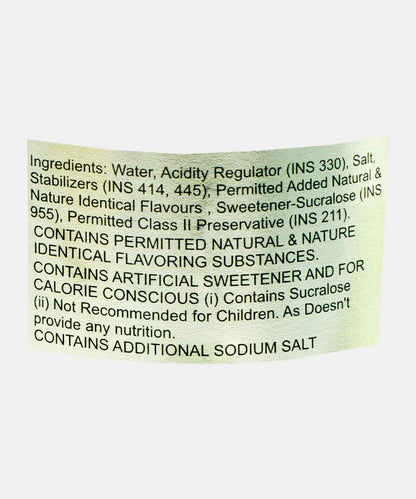 Ingredients: Water, Acidity Regulator (INS 330), Salt,
Stabilizers (INS 414, 445), Permitted Added Natural &
Nature Identical Flavours , Sweetener-Sucralose (INS
955), Permitted Class II Preservative (INS 211).
CONTAINS PERMITTED NATURAL & NATURE
IDENTICAL FLAVORING SUBSTANCES.
CONTAINS ARTIFICIAL SWEETENER AND FOR
CALORIE CONSCIOUS (i) Contains Sucralose
(ii) Not Recommended for Children. As Doesn't
provide any nutrition.
CONTAINS ADDITIONAL SODIUM SALT